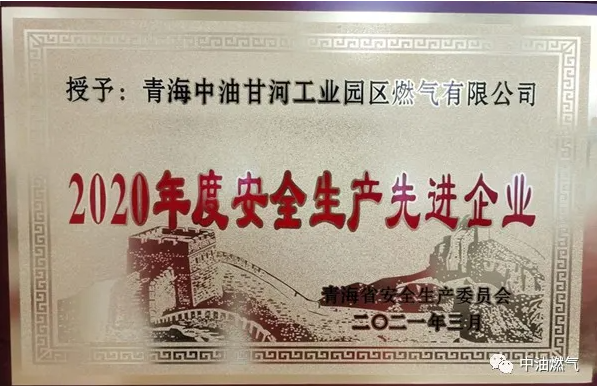 授予：青海中油甘河工业园区燃气有限公司
2020年度安全生产先进企业
青海省安全生产委员会
二〇二一年三月
中油燃气